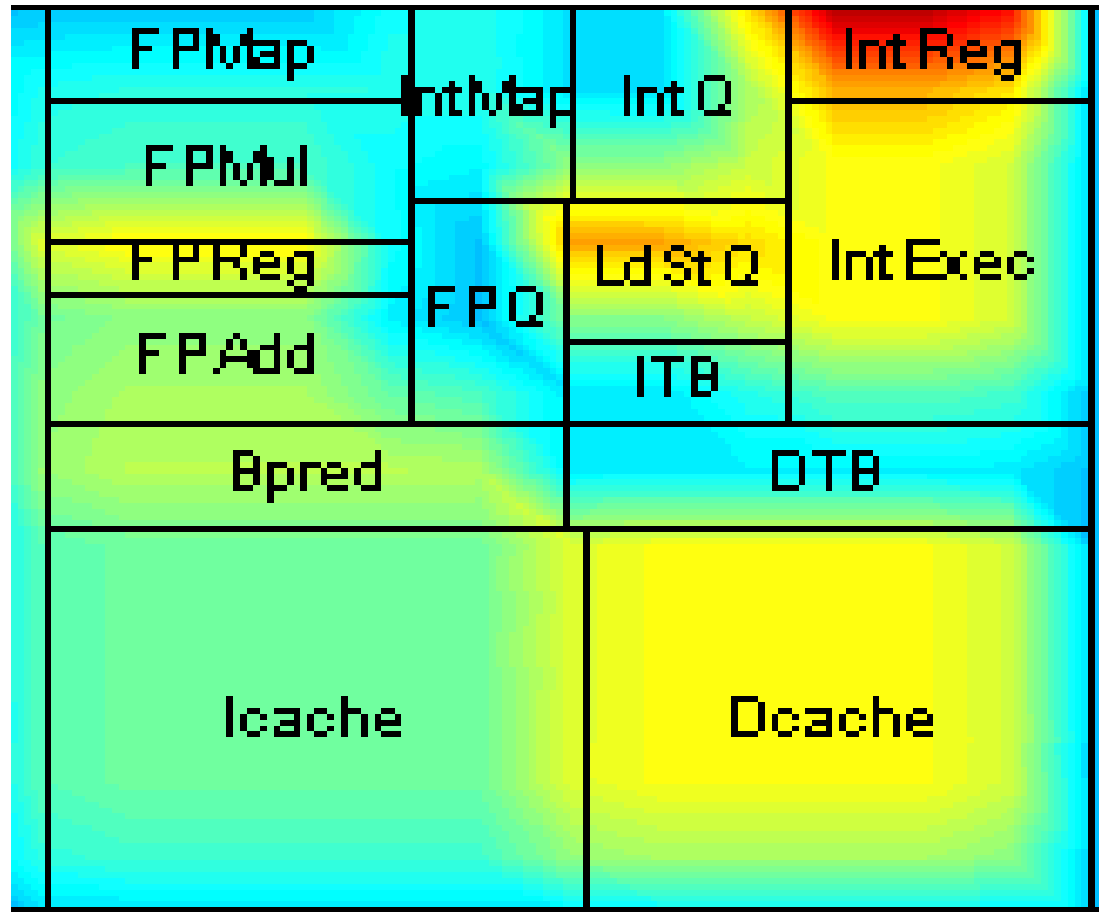 FPMap
IntMap
IntQ
IntReg
FPMul
FPReg
LdStQ
IntExec
FPQ
FPAdd
ITB
Bpred
DTB
Icache
Dcache